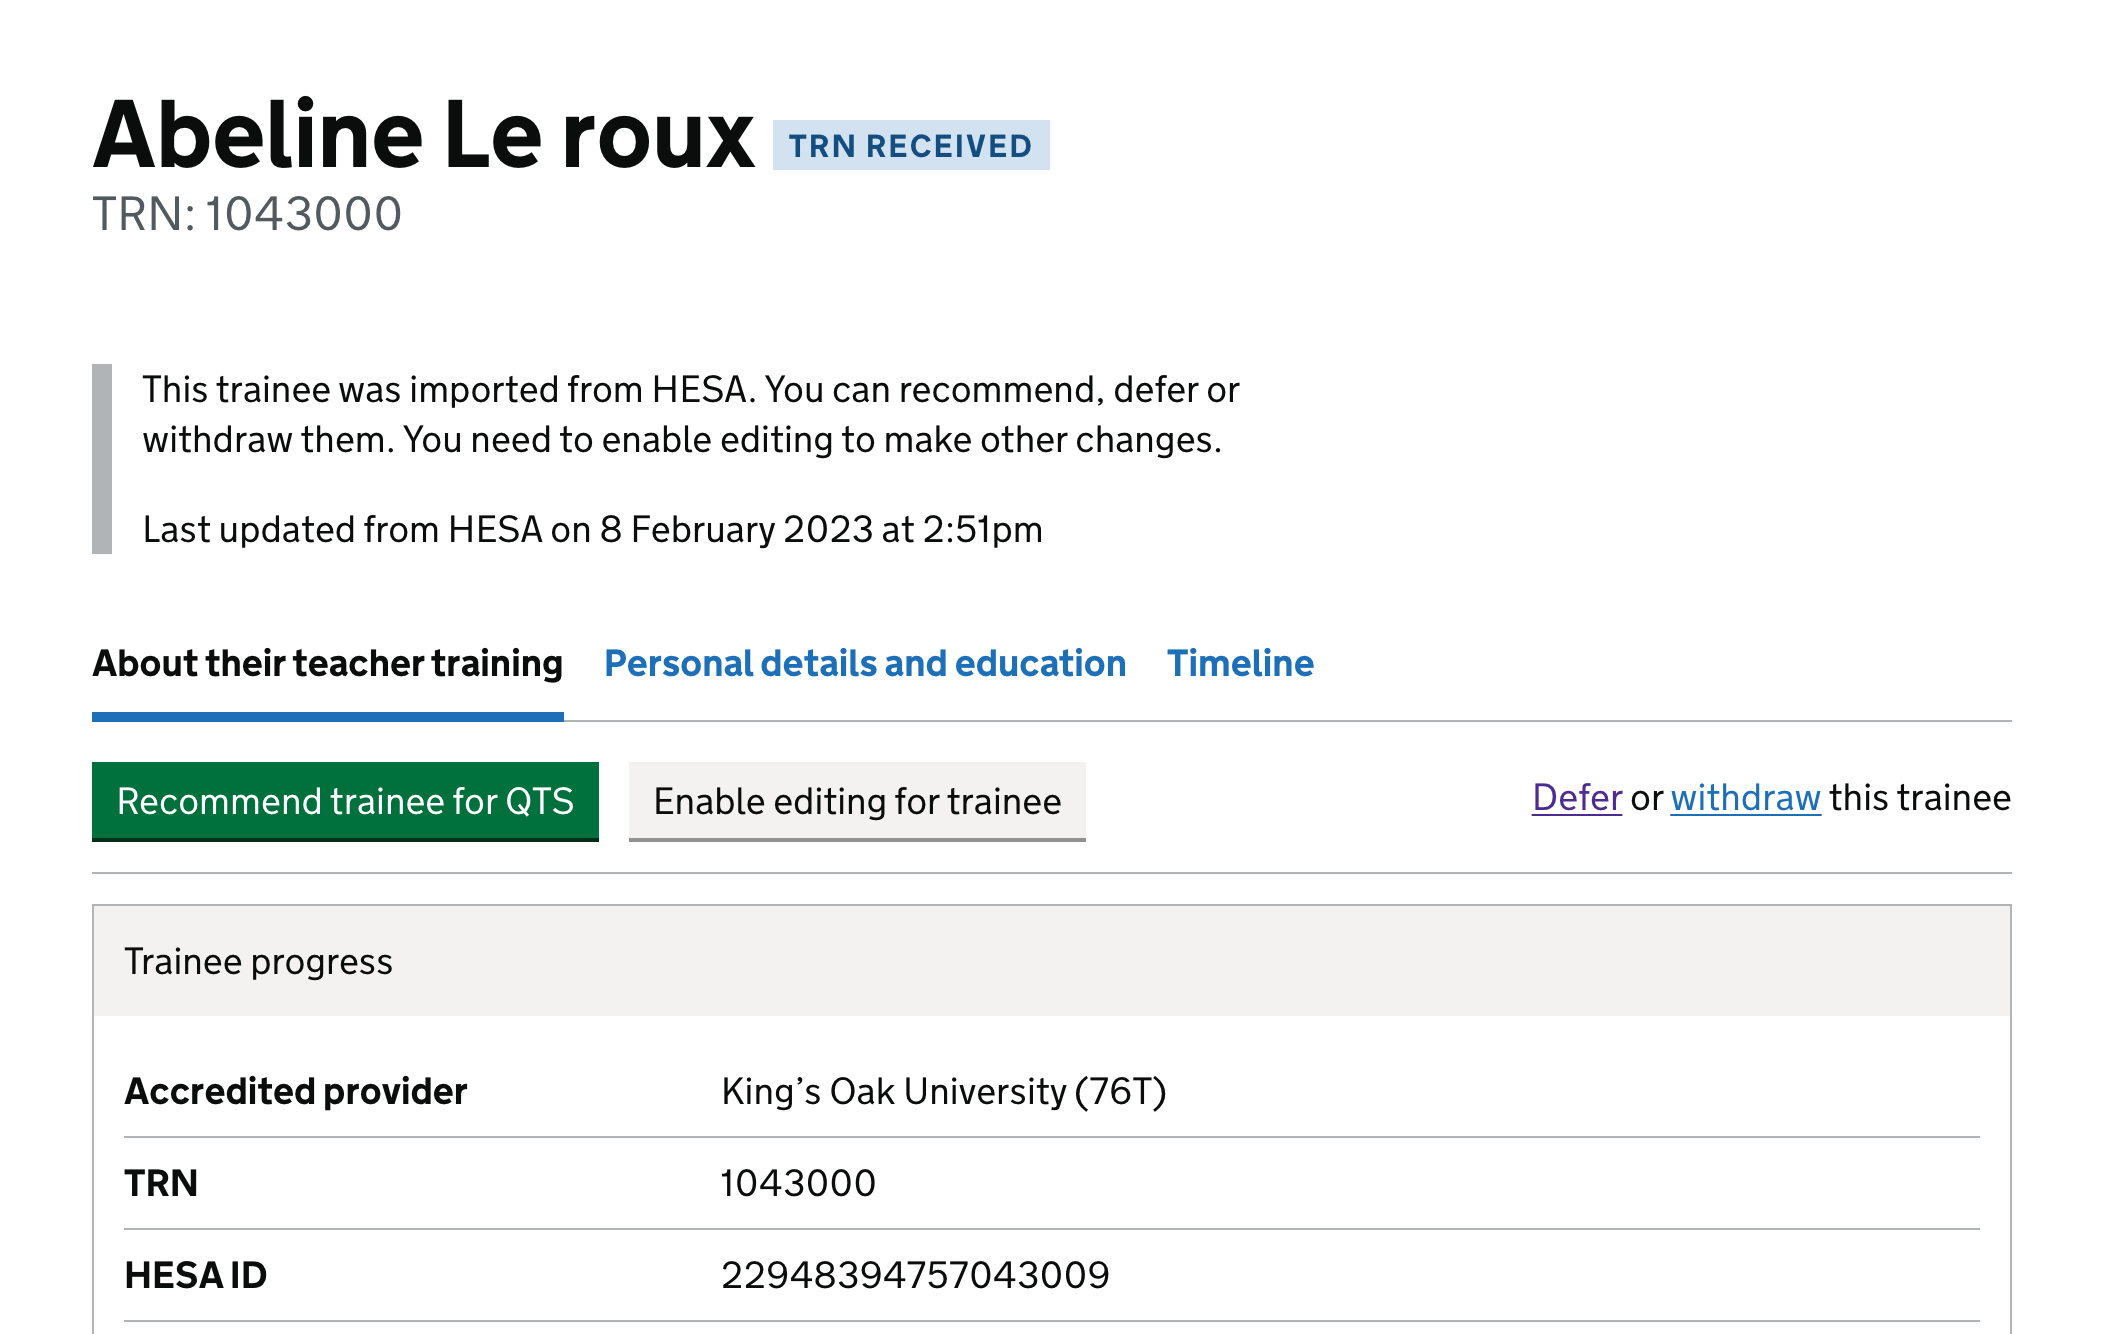 Abeline Le roux TRN RECEIVED
TRN: 1043000
This trainee was imported from HESA. You can recommend, defer or
withdraw them. You need to enable editing to make other changes.
Last updated from HESA on 8 February 2023 at 2:51pm
About their teacher training Personal details and education Timeline
Recommend trainee for QTS Enable editing for trainee Defer or withdraw this trainee
Trainee progress
Accredited provider King’s Oak University (76T)
TRN 1043000
HESA ID 22948394757043009